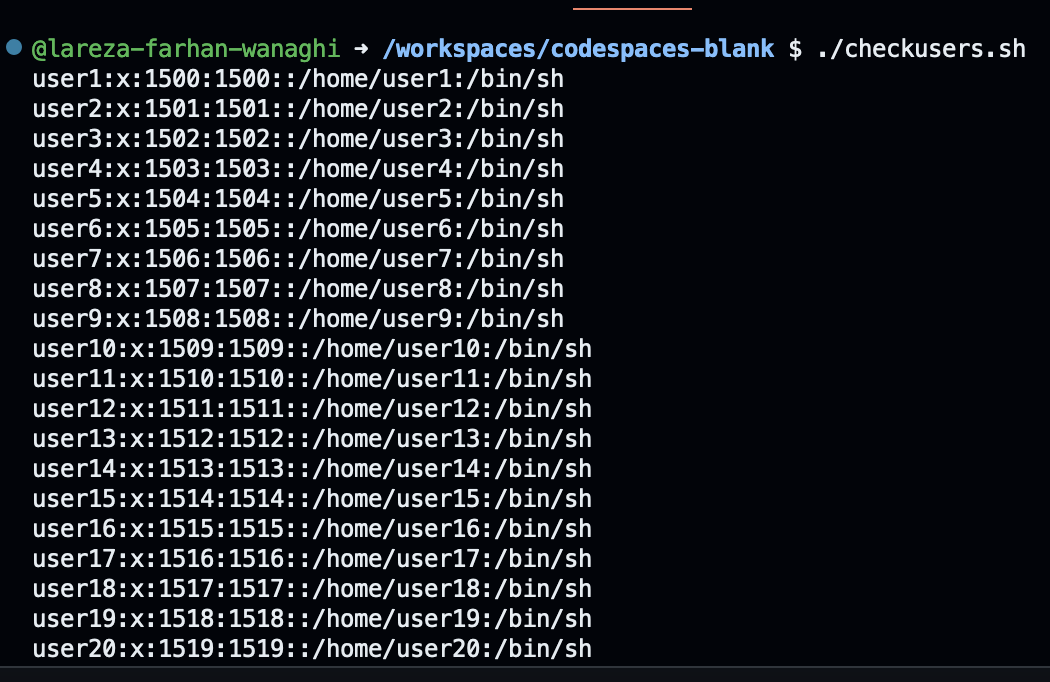 @lareza-farhan-wanaghi ➜ /workspaces/codespaces-blank $ ./checkusers.sh
user1:x:1500:1500::/home/user1:/bin/sh
user2:x:1501:1501::/home/user2:/bin/sh
user3:x:1502:1502::/home/user3:/bin/sh
user4:x:1503:1503::/home/user4:/bin/sh
user5:x:1504:1504::/home/user5:/bin/sh
user6:x:1505:1505::/home/user6:/bin/sh
user7:x:1506:1506::/home/user7:/bin/sh
user8:x:1507:1507::/home/user8:/bin/sh
user9:x:1508:1508::/home/user9:/bin/sh
user10:x:1509:1509::/home/user10:/bin/sh
user11:x:1510:1510::/home/user11:/bin/sh
user12:x:1511:1511::/home/user12:/bin/sh
user13:x:1512:1512::/home/user13:/bin/sh
user14:x:1513:1513::/home/user14:/bin/sh
user15:x:1514:1514::/home/user15:/bin/sh
user16:x:1515:1515::/home/user16:/bin/sh
user17:x:1516:1516::/home/user17:/bin/sh
user18:x:1517:1517::/home/user18:/bin/sh
user19:x:1518:1518::/home/user19:/bin/sh
user20:x:1519:1519::/home/user20:/bin/sh